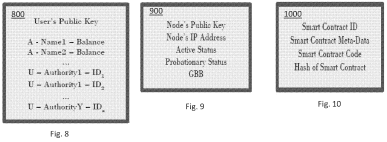 800
User's Public Key
A - Name1 – Balance
A - Name2 – Balance
...
U – Authority1 – ID1
U – Authority1 – ID2
...
U – AuthorityY – IDn
Fig. 8
900
Node's Public Key
Node's IP Address
Active Status
Probationary Status
GBB
Fig. 9
1000
Smart Contract ID
Smart Contract Meta-Data
Smart Contract Code
Hash of Smart Contract
Fig. 10